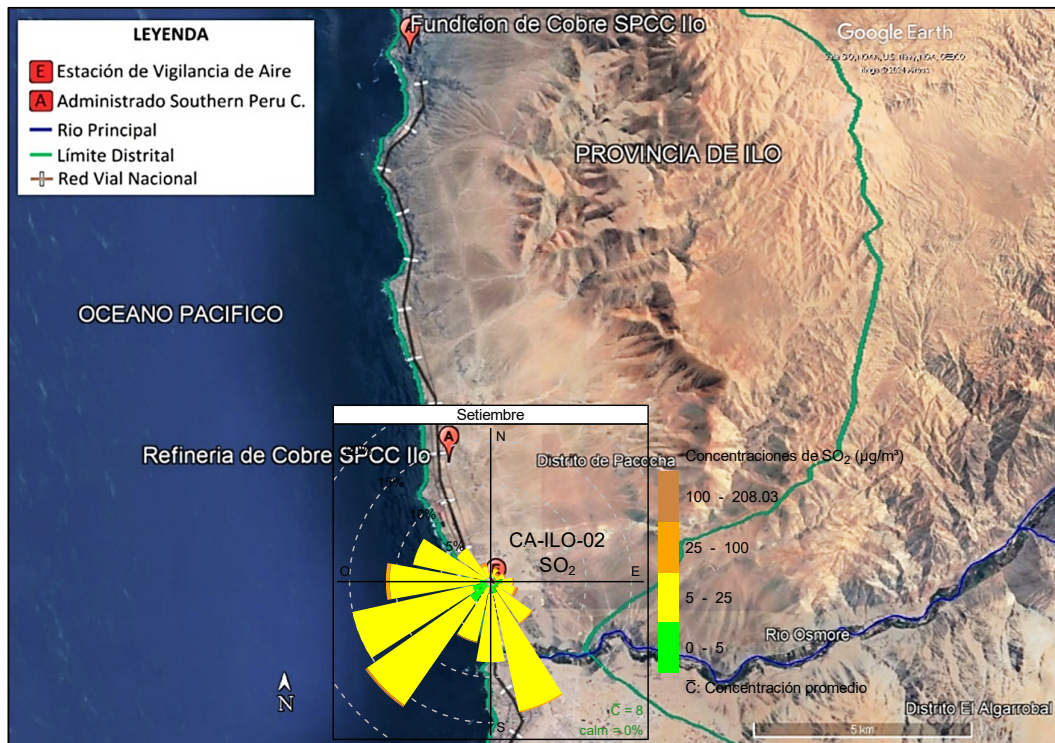 LEYENDA
E Estación de Vigilancia de Aire
A Administrado Southern Peru C.
Rio Principal
Límite Distrital
Red Vial Nacional
Fundicion de Cobre SPCC Ilo
Google Earth
PROVINCIA DE ILO
OCEANO PACIFICO
Setiembre
N
A
Refineria de Cobre SPCC Ilo
Distrito de Pacocha
Concentraciones de SO₂ (μg/m³)
15%
10%
5%
100 - 208.03
25 - 100
5 - 25
0 - 5
CA-ILO-02
SO₂
O
E
E
S
Rio Osmore
C̅: Concentración promedio
C̅ = 8
calm = 0%
N
Distrito El Algarrobal
5 km